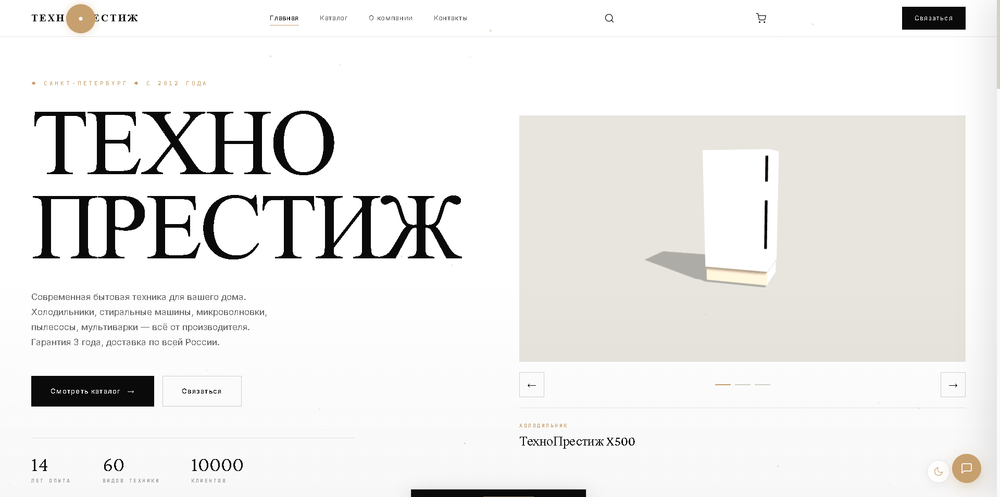 ТЕХН ЕСТИЖ
Главная
Каталог
О компании
Контакты
Связаться
САНКТ-ПЕТЕРБУРГ ◆ С 2012 ГОДА
ТЕХНО
ПРЕСТИЖ
Современная бытовая техника для вашего дома.
Холодильники, стиральные машины, микроволновки,
пылесосы, мультиварки — всё от производителя.
Гарантия 3 года, доставка по всей России.
Смотреть каталог →
Связаться
14
ЛЕТ ОПЫТА
60
ВИДОВ ТЕХНИКИ
10000
КЛИЕНТОВ
← →
ХОЛОДИЛЬНИК
ТехноПрестиж X500